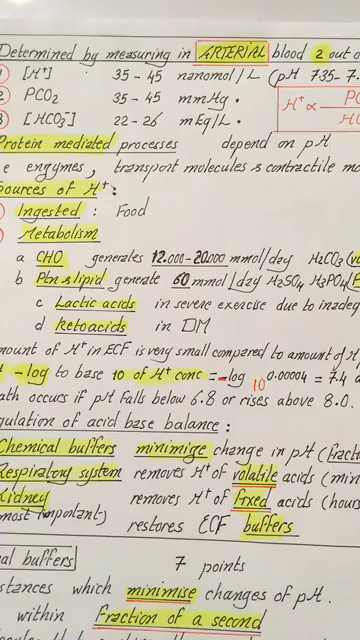 Determined by measuring in ARTERIAL blood 2 out o
1 [H+] 35 - 45 nanomol/L (pH 7.35- 7.
2 PCO2 35 - 45 mmHg.
3 [HCO3-] 22 - 26 mEq/L.
H+ ∝ PC
HC
Protein mediated processes depend on pH
e enzymes, transport molecules & contractile mo
Sources of H+:
Ingested : Food
Metabolism
a CHO generates 12.000-20.000 mmol/day H2CO3 (vo
b Ptn & lipid generate 60 mmol/day H2SO4 H3PO4 (F
c Lactic acids in severe exercise due to inadeq
d ketoacids in DM
mount of H+ in ECF is very small compared to amount of H
H -log to base 10 of H+ conc = -log 10 0.00004 = 7.4
ath occurs if pH falls below 6.8 or rises above 8.0.
gulation of acid base balance :
Chemical buffers minimize change in pH (fract
Respiratory system removes H+ of volatile acids (min
Kidney removes H+ of fixed acids (hours
most important) restores ECF buffers
al buffers 7 points
stances which minimise changes of pH.
within fraction of a second